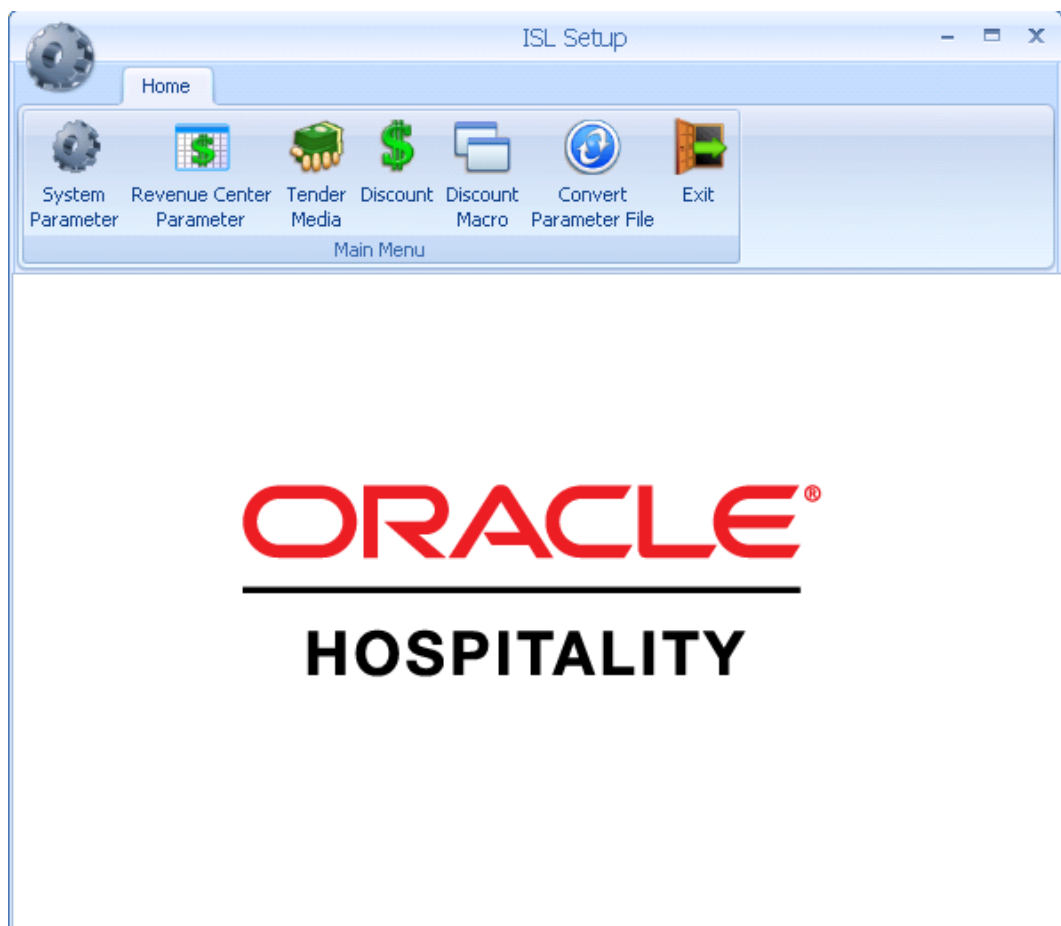 ISL Setup
Home
System Parameter
Revenue Center Parameter
Tender Media
Discount
Discount Macro
Convert Parameter File
Exit
Main Menu
ORACLE®
HOSPITALITY